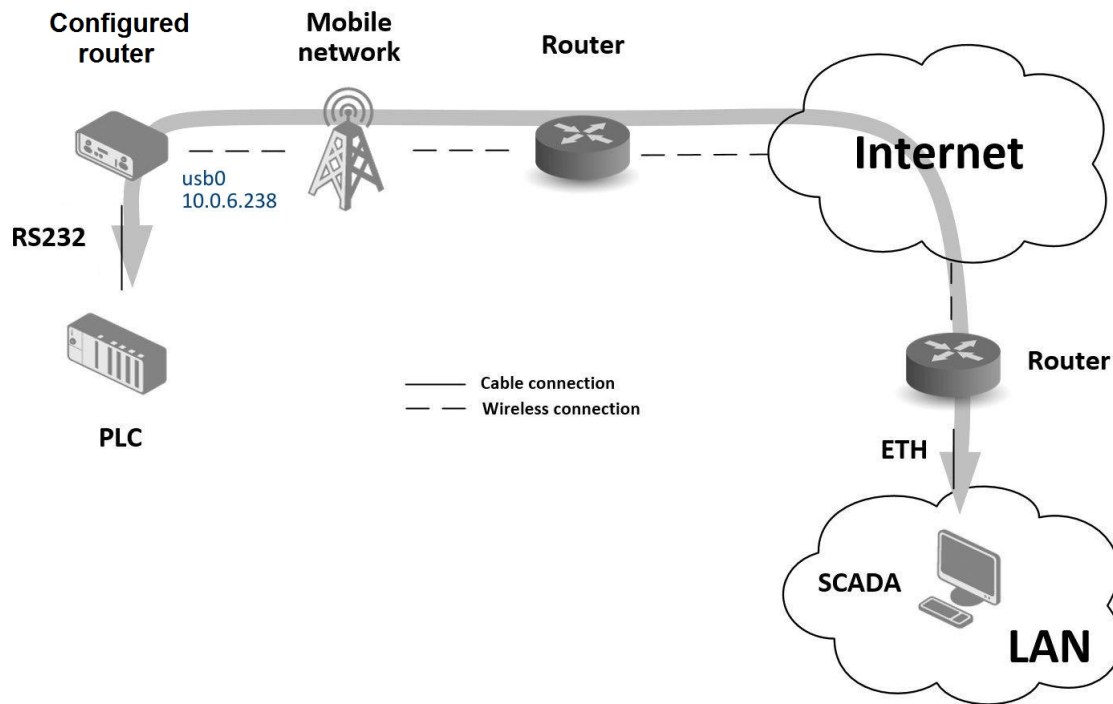 Configured
router
Mobile
network
Router
Internet
usb0
10.0.6.238
RS232
PLC
Cable connection
Wireless connection
Router
ETH
SCADA
LAN